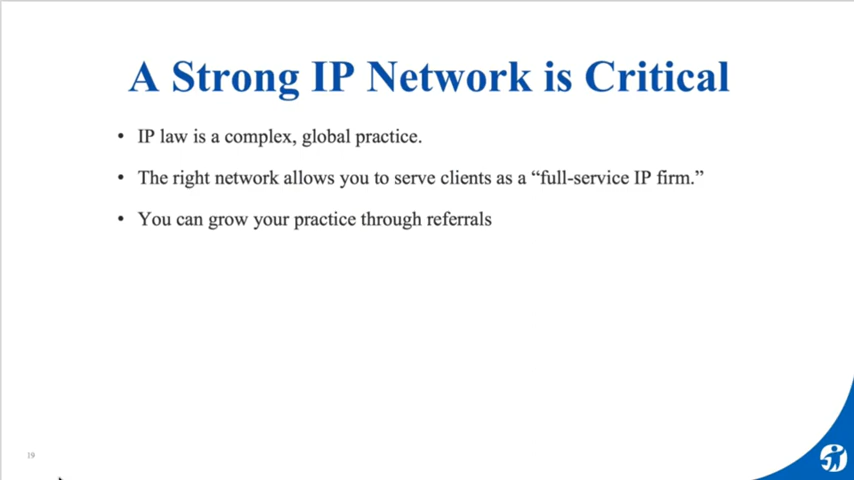 A Strong IP Network is Critical
• IP law is a complex, global practice.
• The right network allows you to serve clients as a “full-service IP firm.”
• You can grow your practice through referrals
19